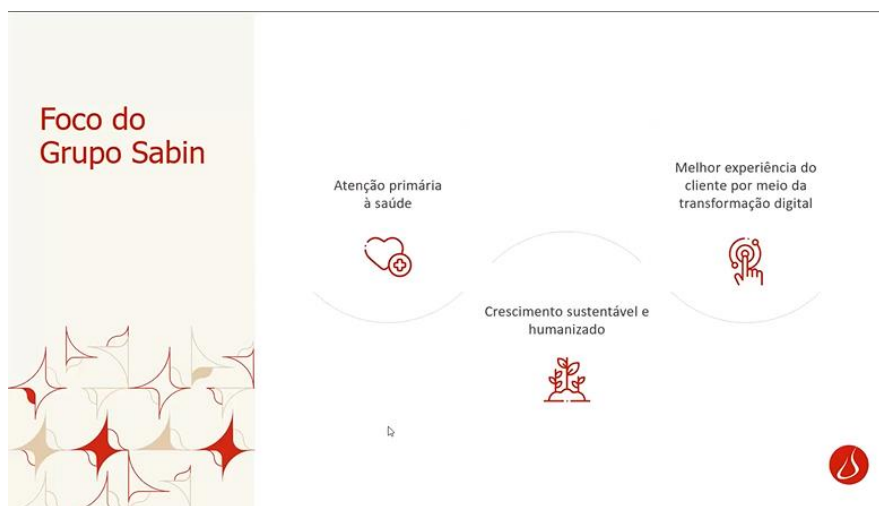 Foco do
Grupo Sabin
Atenção primária
à saúde
Crescimento sustentável e
humanizado
Melhor experiência do
cliente por meio da
transformação digital